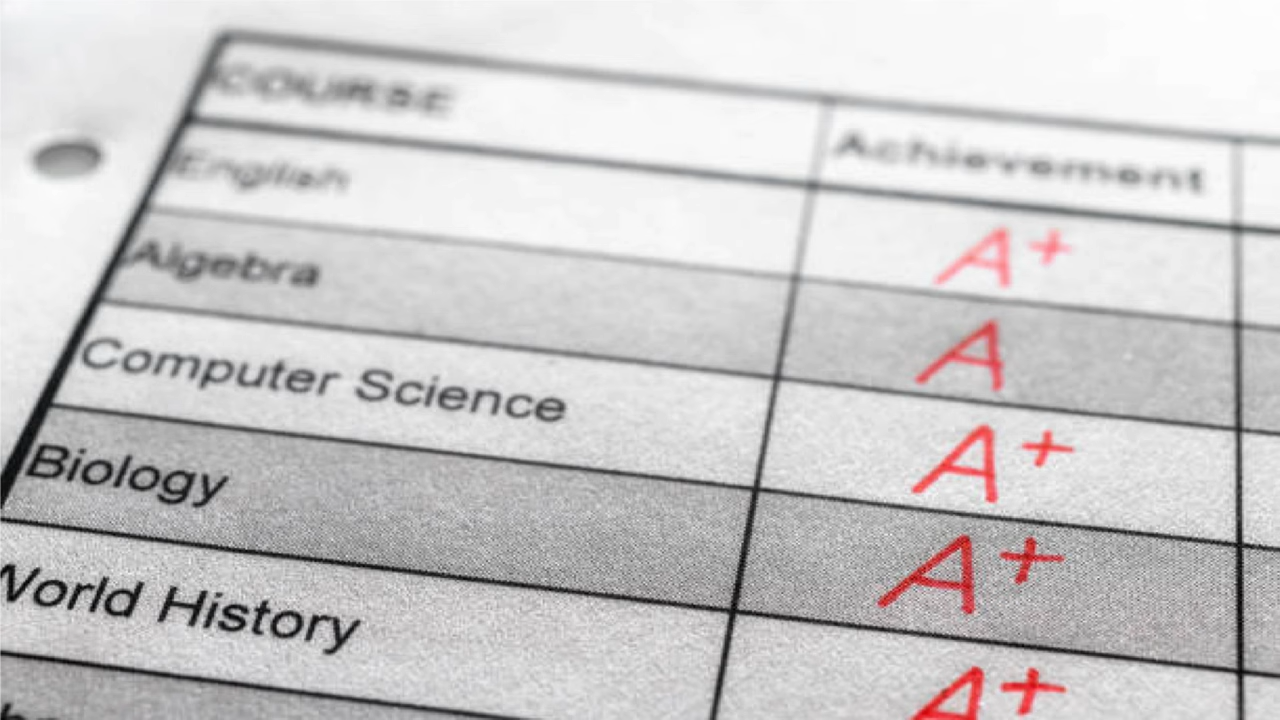 COURSE Achievement
English A+
Algebra A
Computer Science A+
Biology A+
World History A+